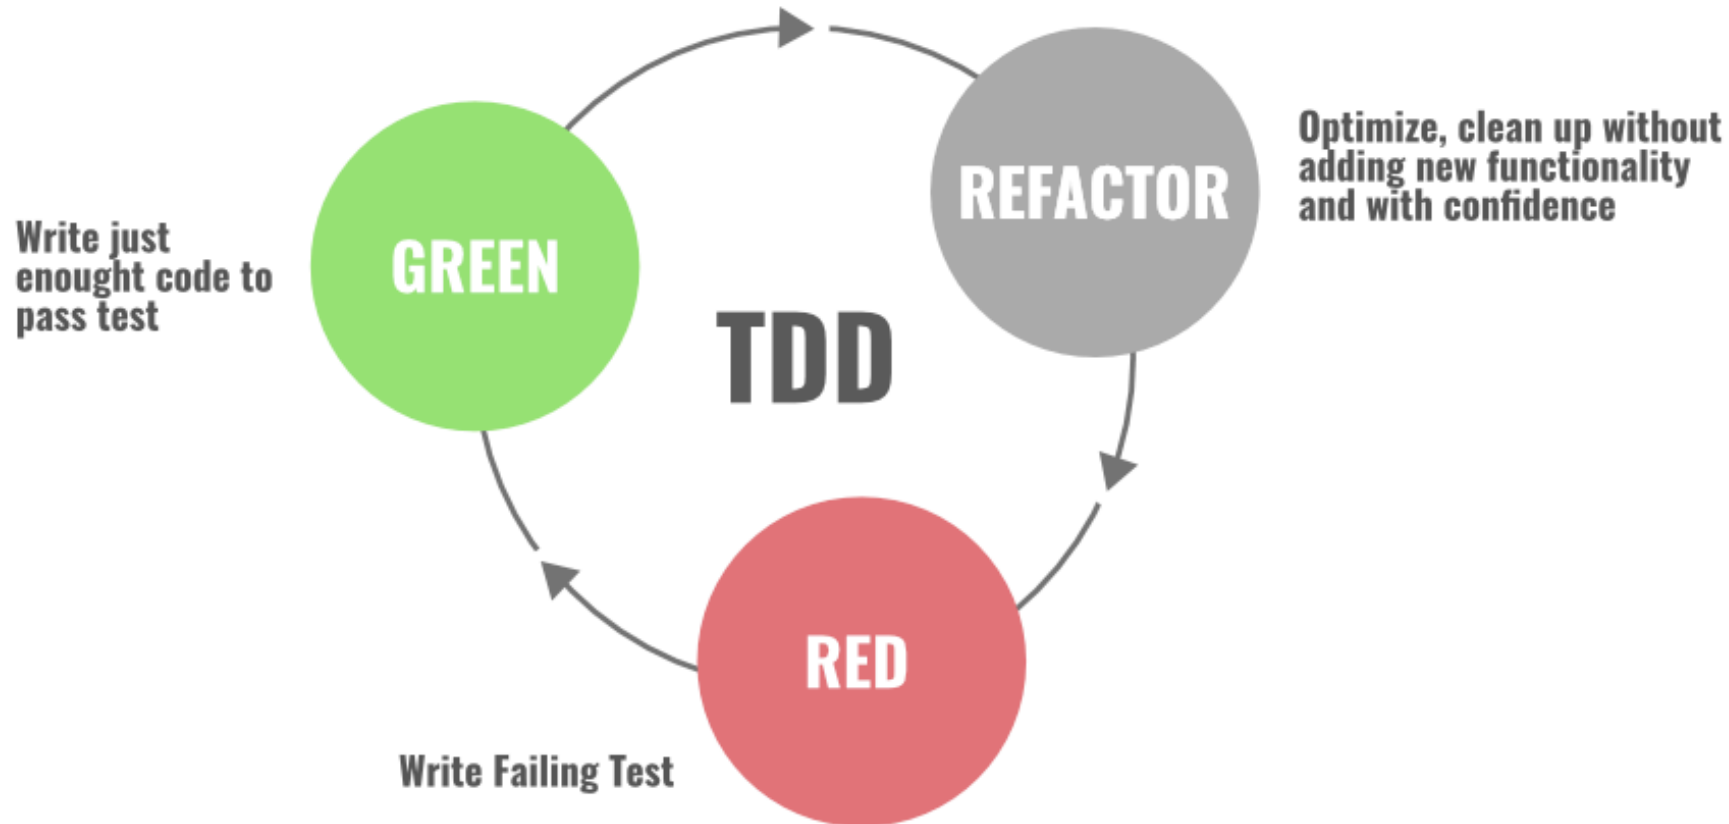 Optimize, clean up without
adding new functionality
and with confidence
REFACTOR
Write just
enought code to
pass test
GREEN
TDD
RED
Write Failing Test